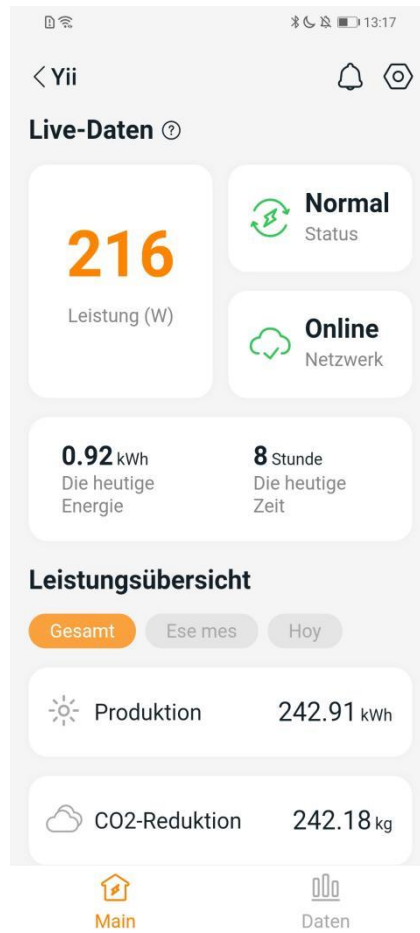 13:17
Yii
Live-Daten
216
Leistung (W)
Normal
Status
Online
Netzwerk
0.92 kWh
Die heutige
Energie
8 Stunde
Die heutige
Zeit
Leistungsübersicht
Gesamt Ese mes Hoy
Produktion 242.91 kWh
CO2-Reduktion 242.18 kg
Main Daten